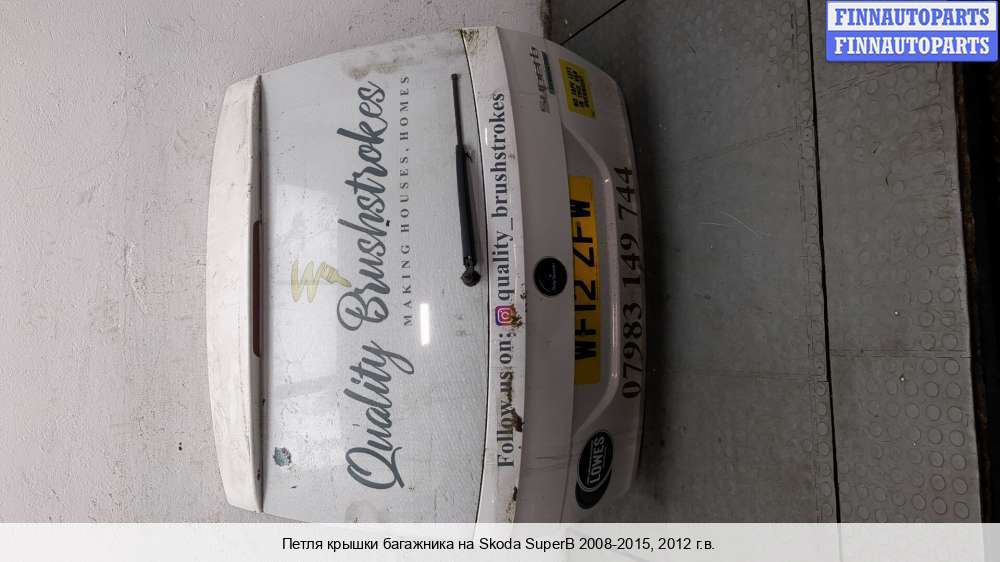 FINNAUTOPARTS
FINNAUTOPARTS
Quality Brushstrokes
MAKING HOUSES, HOMES
Follow us on: quality_brushstrokes
superb
WF12 ZFW
07983 149 744
LOWES
Петля крышки багажника на Skoda SuperB 2008-2015, 2012 г.в.